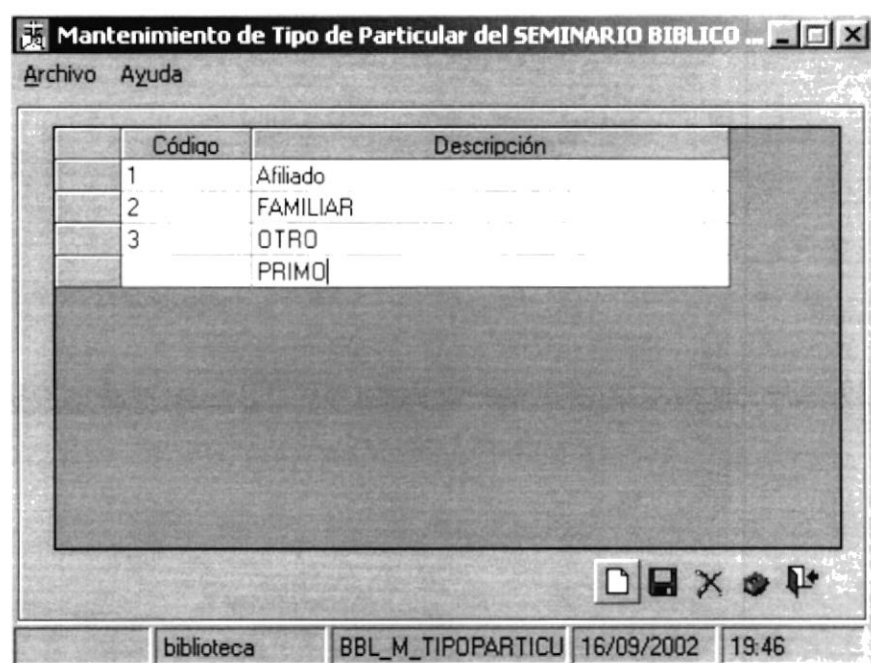 Mantenimiento de Tipo de Particular del SEMINARIO BIBLICO ...
Archivo Ayuda
Código Descripción
1 Afiliado
2 FAMILIAR
3 OTRO
PRIMO
biblioteca BBL_M_TIPOPARTICU 16/09/2002 19:46